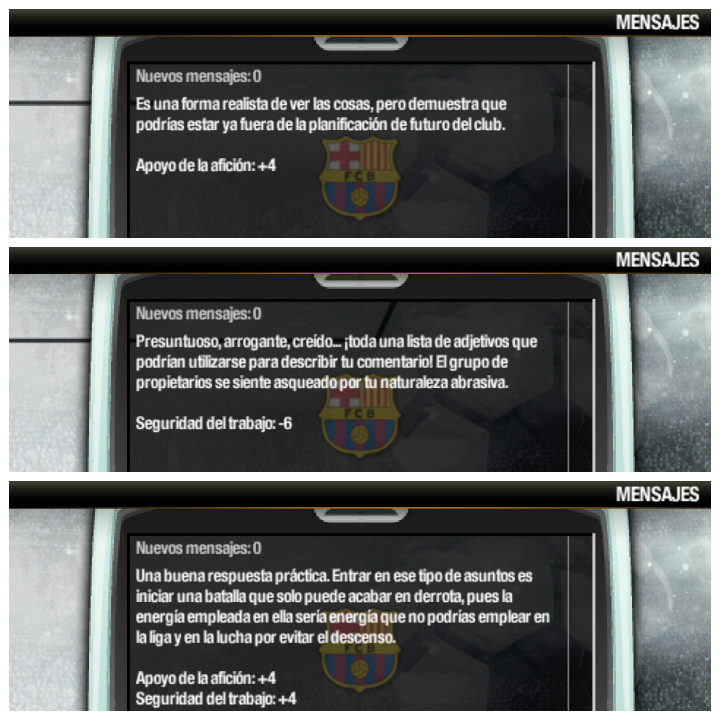 MENSAJES
Nuevos mensajes: 0
Es una forma realista de ver las cosas, pero demuestra que
podrías estar ya fuera de la planificación de futuro del club.
Apoyo de la afición: +4
FCB
MENSAJES
Nuevos mensajes: 0
Presuntuoso, arrogante, creído... ¡toda una lista de adjetivos que
podrían utilizarse para describir tu comentario! El grupo de
propietarios se siente asqueado por tu naturaleza abrasiva.
FCB
Seguridad del trabajo: -6
MENSAJES
Nuevos mensajes: 0
Una buena respuesta práctica. Entrar en ese tipo de asuntos es
iniciar una batalla que solo puede acabar en derrota, pues la
energía empleada en ella sería energía que no podrías emplear en
la liga y en la lucha por evitar el descenso.
FCB
Apoyo de la afición: +4
Seguridad del trabajo: +4